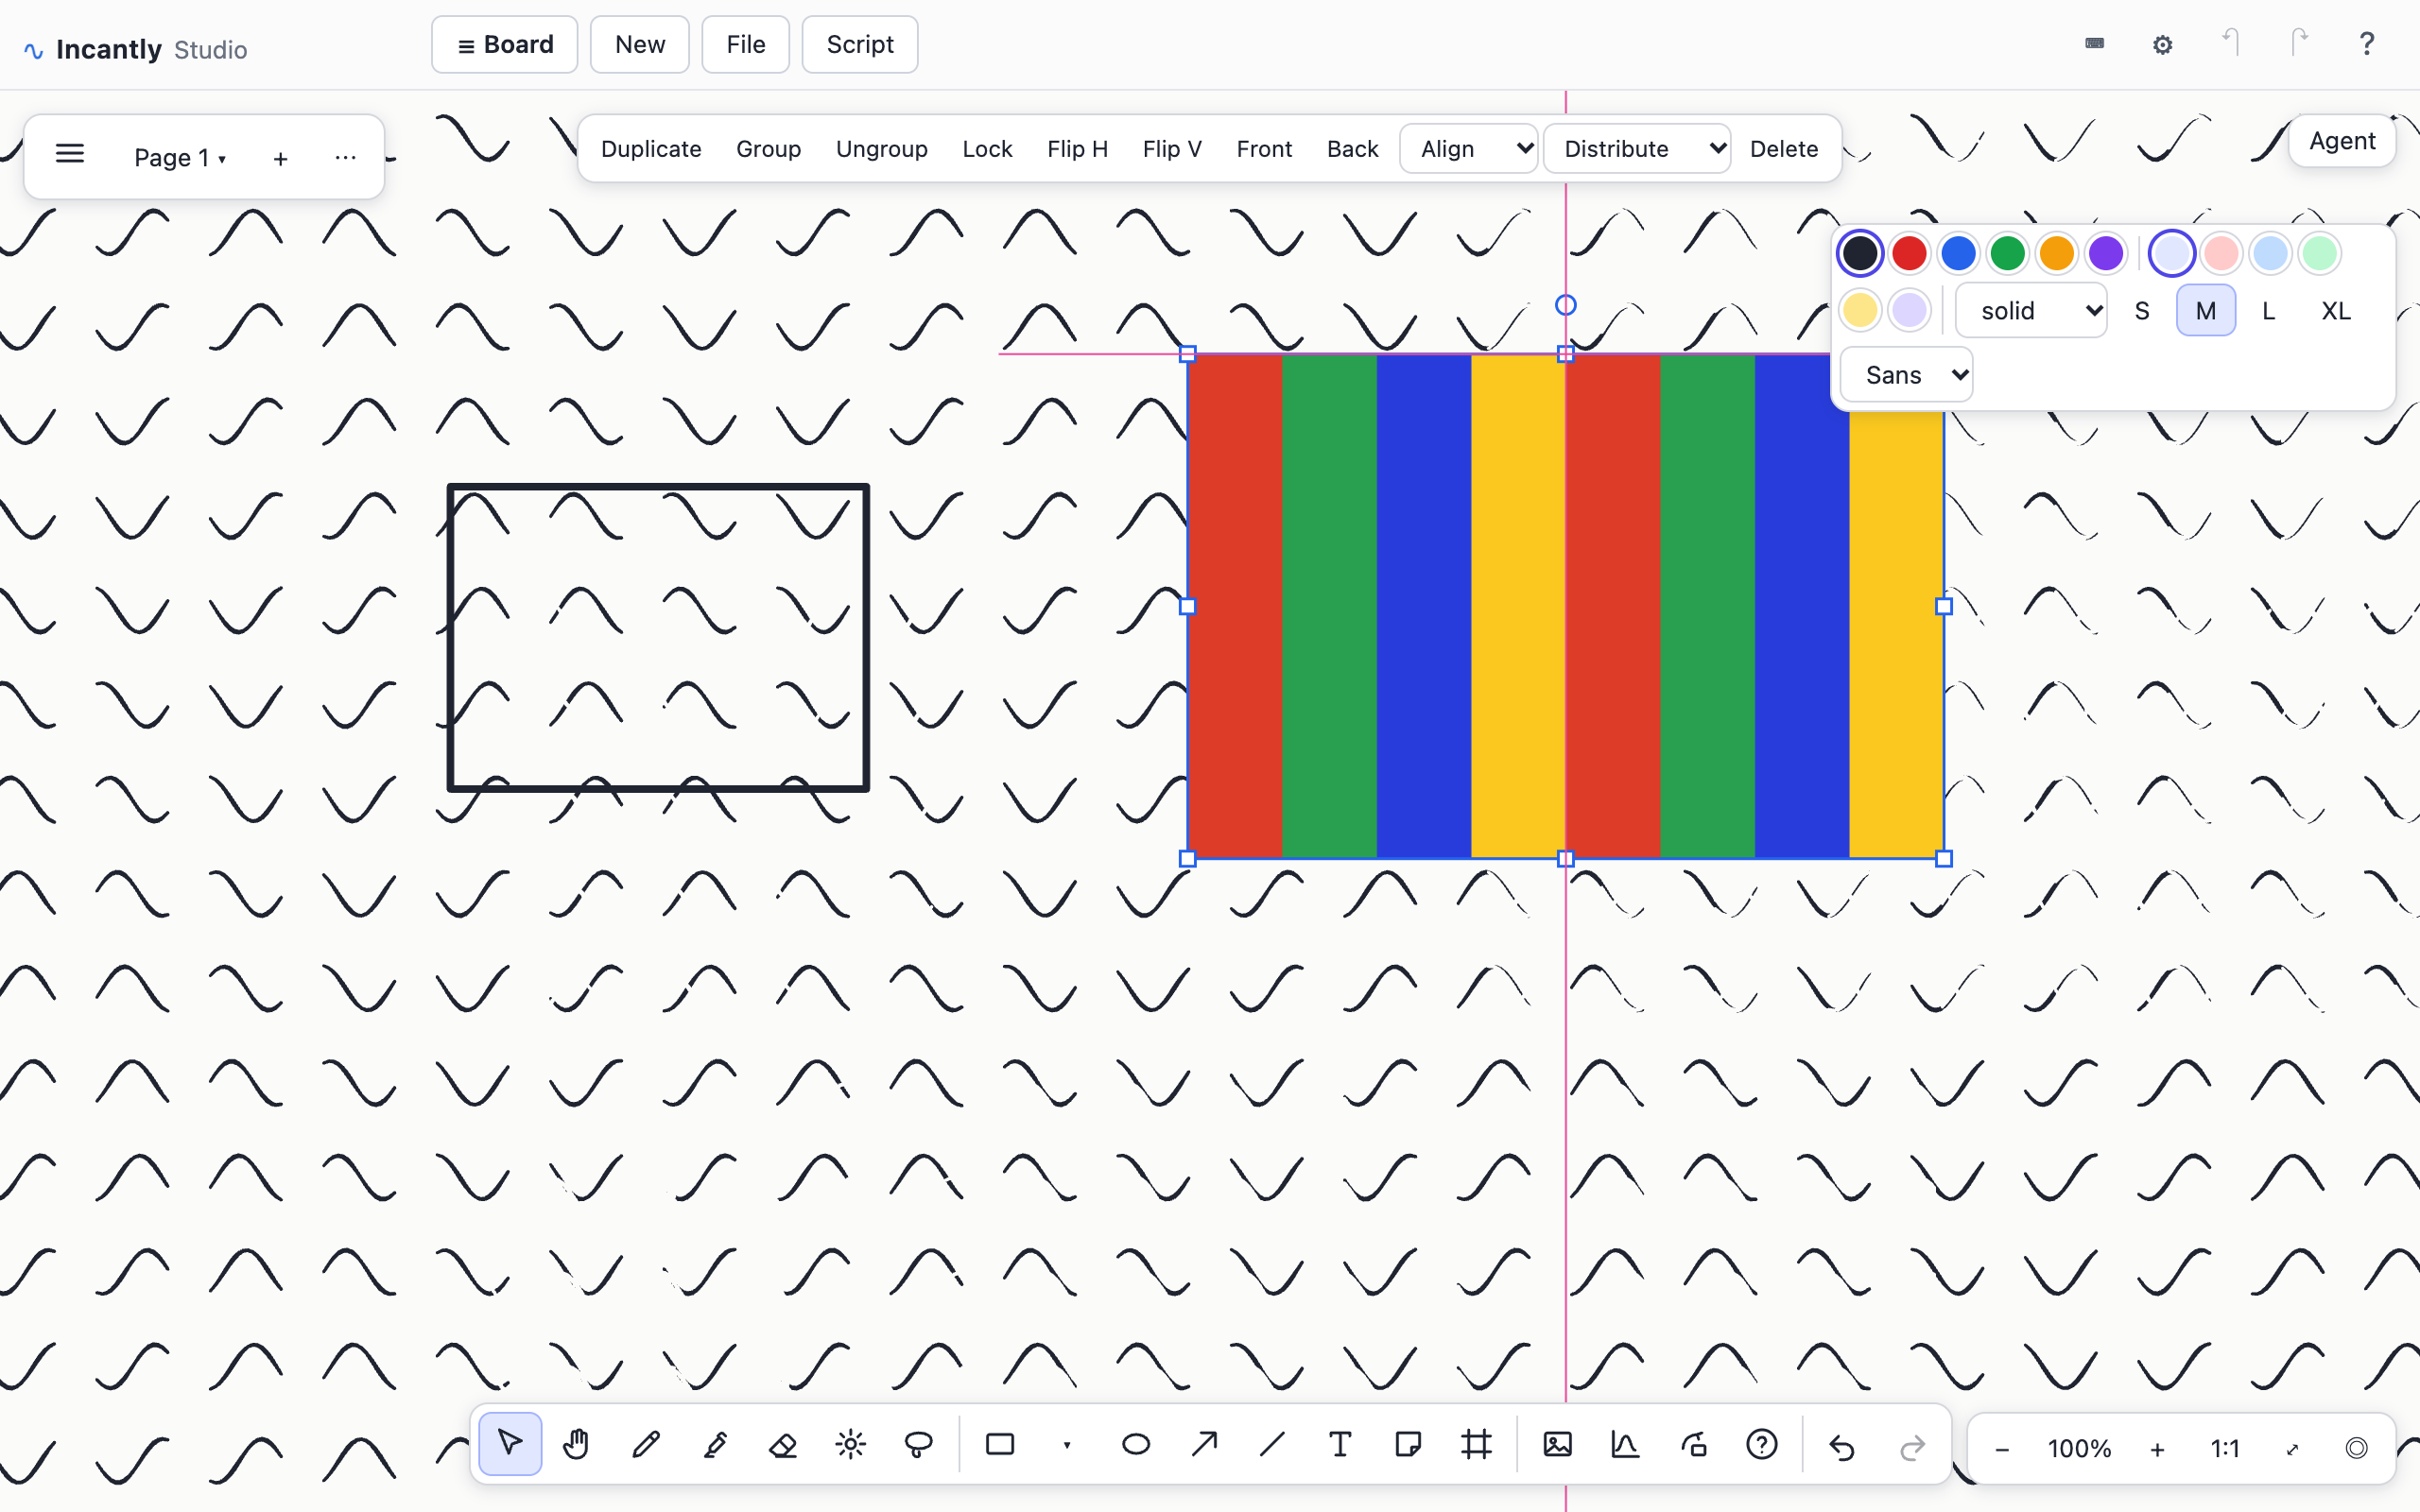 Incantly Studio
Board New File Script ?
Page 1 + ...
Duplicate Group Ungroup Lock Flip H Flip V Front Back Align Distribute Delete
Agent
solid S M L XL
Sans
T
− 100% + 1:1